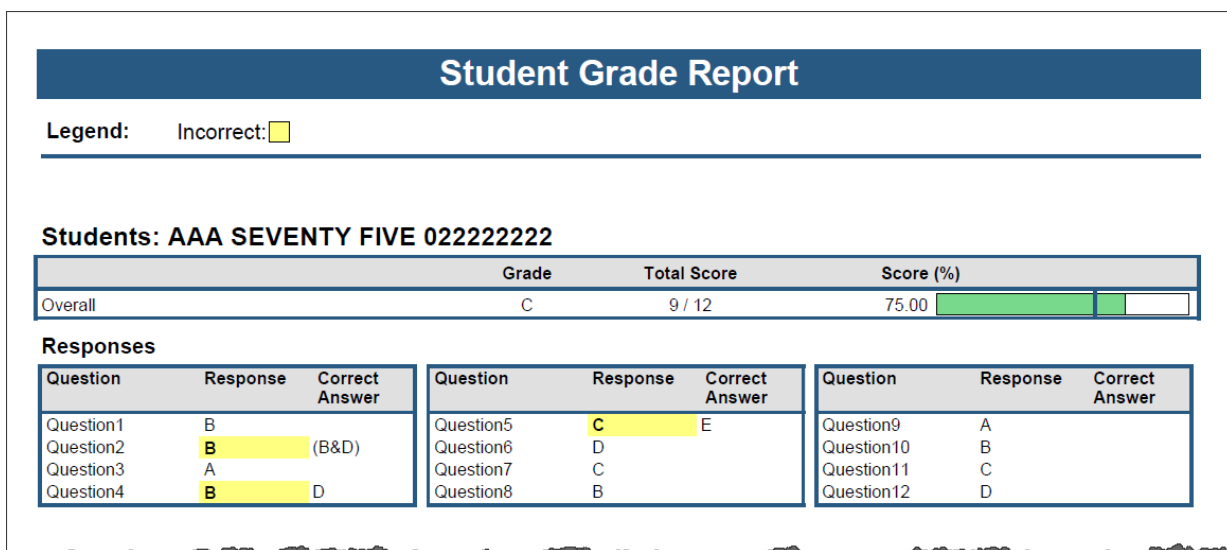 Student Grade Report
Legend: Incorrect:
Students: AAA SEVENTY FIVE 022222222
Grade Total Score Score (%)
Overall C 9 / 12 75.00
Responses
Question Response Correct Answer
Question1 B
Question2 B (B&D)
Question3 A
Question4 B D
Question Response Correct Answer
Question5 C E
Question6 D
Question7 C
Question8 B
Question Response Correct Answer
Question9 A
Question10 B
Question11 C
Question12 D